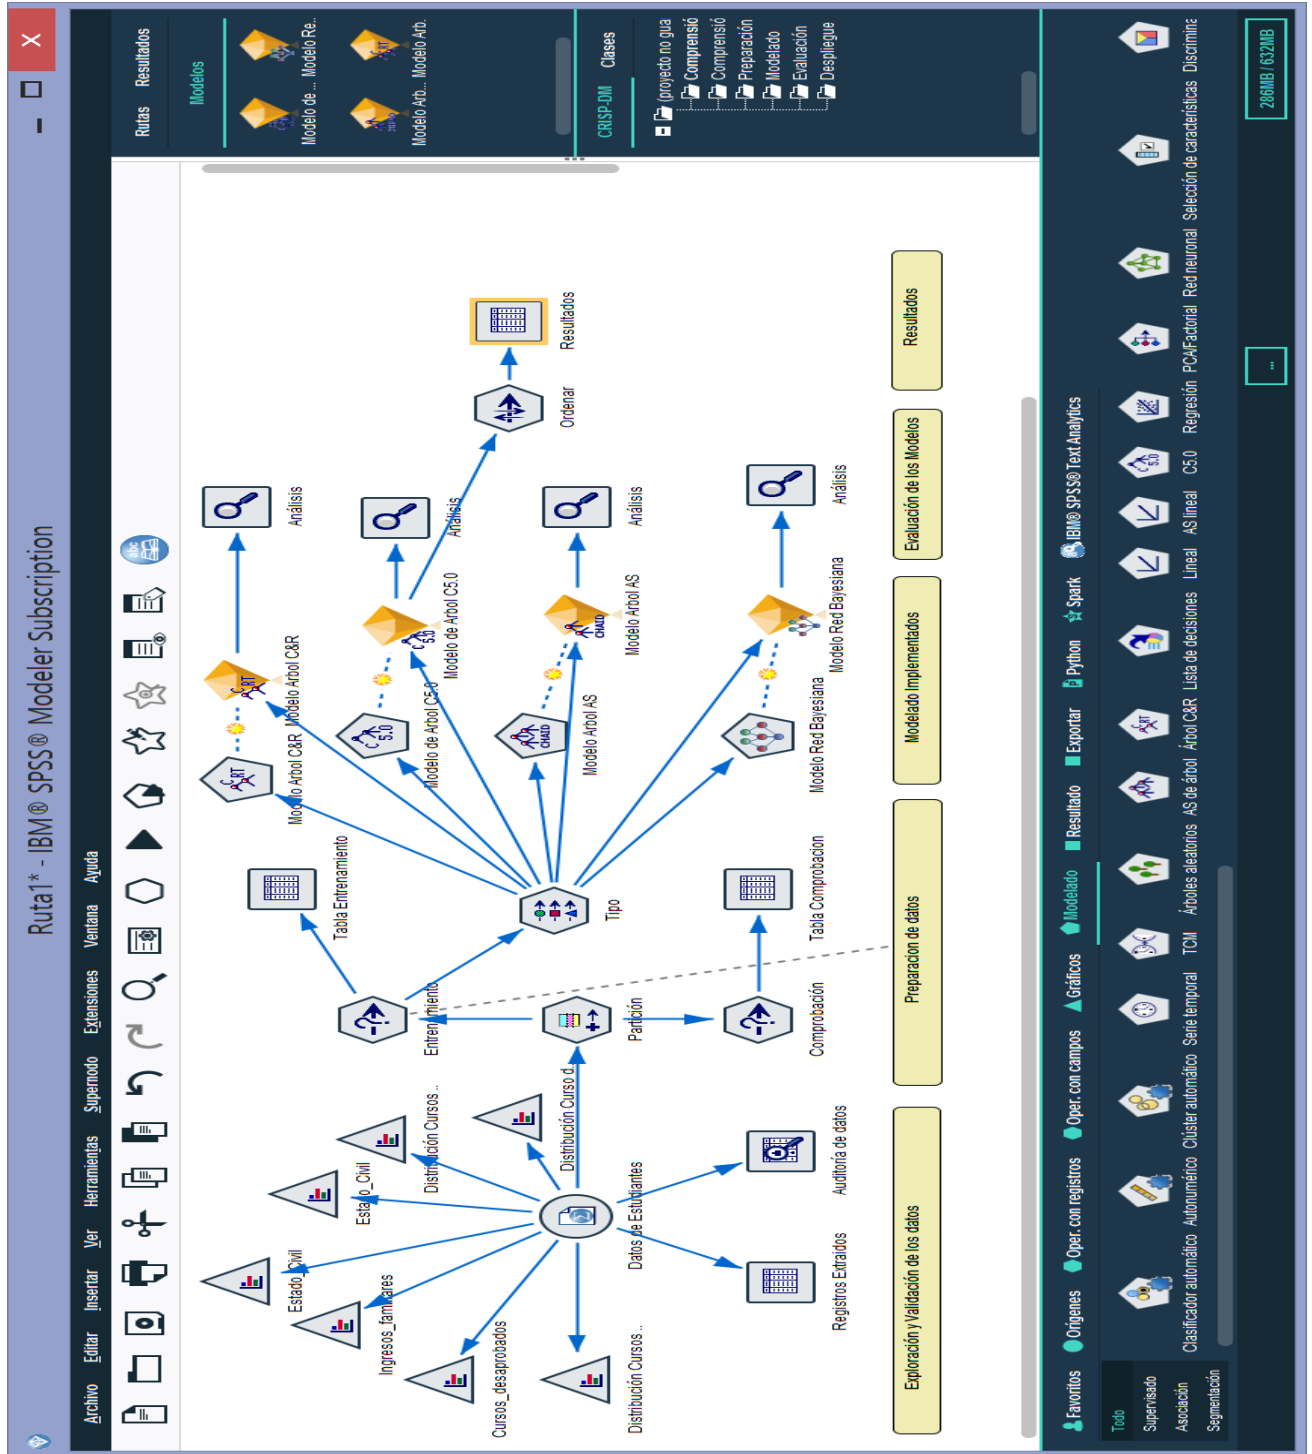 Ruta1* - IBM® SPSS® Modeler Subscription
X
Archivo Editar Insertar Ver Herramientas Supernodo Extensiones Ventana Ayuda
abc
Estado_Civil
Estado_Civil
Ingresos_familiares
Distribución Cursos ..
Cursos_desaprobados
Distribución Curso d..
Distribución Cursos ..
Datos de Estudiantes
Registros Extraidos
Auditoría de datos
Entrenamiento
Tabla Entrenamiento
Partición
Comprobación
Tabla Comprobacion
Tipo
Modelo Arbol C&R
Modelo Arbol C&R
Análisis
C5.0
Modelo de Arbol C5.0
Modelo de Arbol C5.0
Análisis
Ordenar
Resultados
CHAID
Modelo Arbol AS
CHAID
Modelo Arbol AS
Análisis
Modelo Red Bayesiana
Modelo Red Bayesiana
Análisis
Exploración y Validación de los datos
Preparacion de datos
Modelado Implementados
Evaluación de los Modelos
Resultados
Rutas Resultados
Modelos
Modelo de ... Modelo Re..
Modelo Arb... Modelo Arb.
CRISP-DM Clases
(proyecto no gua
Comprensió
Comprensió
Preparación
Modelado
Evaluación
Despliegue
Favoritos Orígenes Oper. con registros Oper. con campos Gráficos Modelado Resultado Exportar Python Spark IBM® SPSS® Text Analytics
Todo
Supervisado
Asociación
Segmentación
Clasificador automático Autonumérico Clúster automático Serie temporal TCM Árboles aleatorios AS de árbol Árbol C&R Lista de decisiones Lineal AS lineal C5.0 Regresión PCA/Factorial Red neuronal Selección de características Discrimina
...
286MB / 632MB